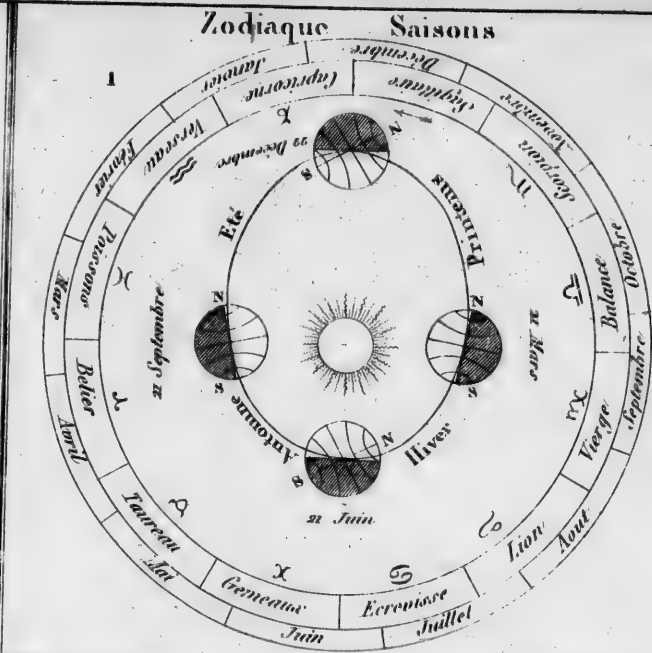 Zodiaque Saisons
1
Décembre
Novembre
Octobre
Septembre
Aout
Juillet
Juin
Mai
Avril
Mars
Février
Janvier
Capricorne
Sagittaire
Scorpion
Balance
Vierge
Lion
Ecrevisse
Gemeaux
Taureau
Belier
Poissons
Verseau
♑
♏
♎
♍
♌
♋
♉
♈
♓
♒
22 Décembre
N
S
Eté
Printems
21 Septembre
N
S
N
S
21 Mars
Automne
Hiver
N
S
21 Juin